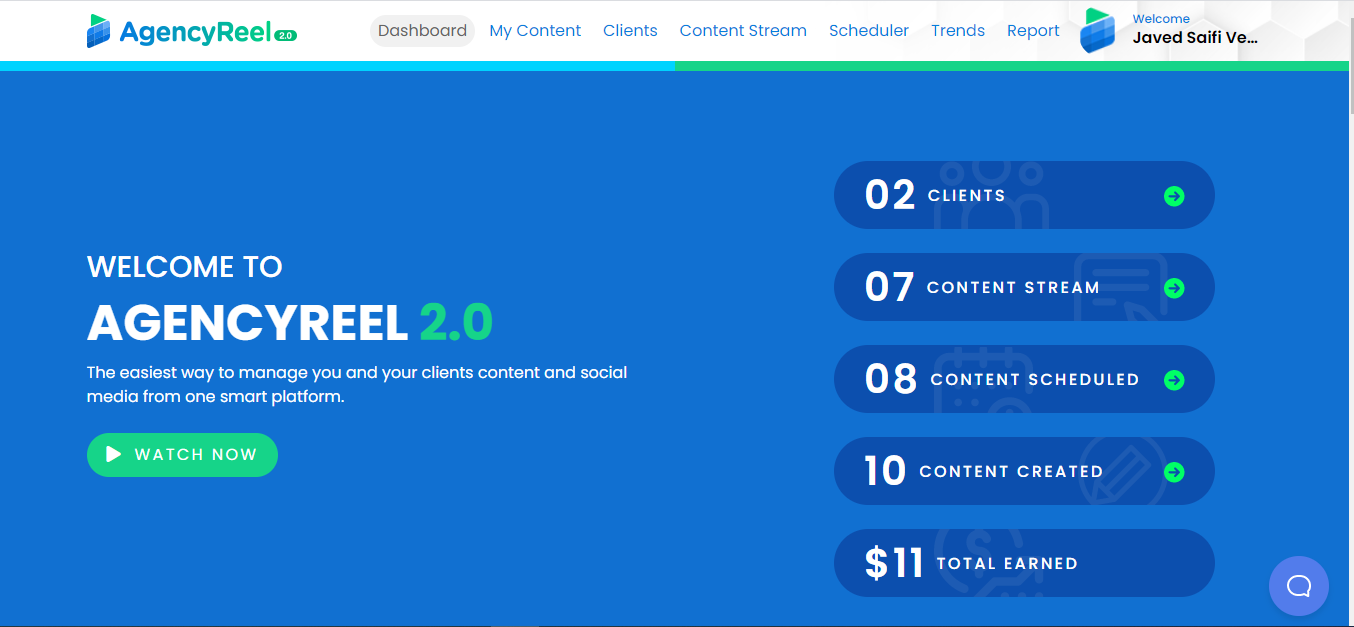 AgencyReel 2.0
Dashboard My Content Clients Content Stream Scheduler Trends Report
Welcome
Javed Saifi Ve...
WELCOME TO
AGENCYREEL 2.0
The easiest way to manage you and your clients content and social
media from one smart platform.
WATCH NOW
02 CLIENTS
07 CONTENT STREAM
08 CONTENT SCHEDULED
10 CONTENT CREATED
$11 TOTAL EARNED